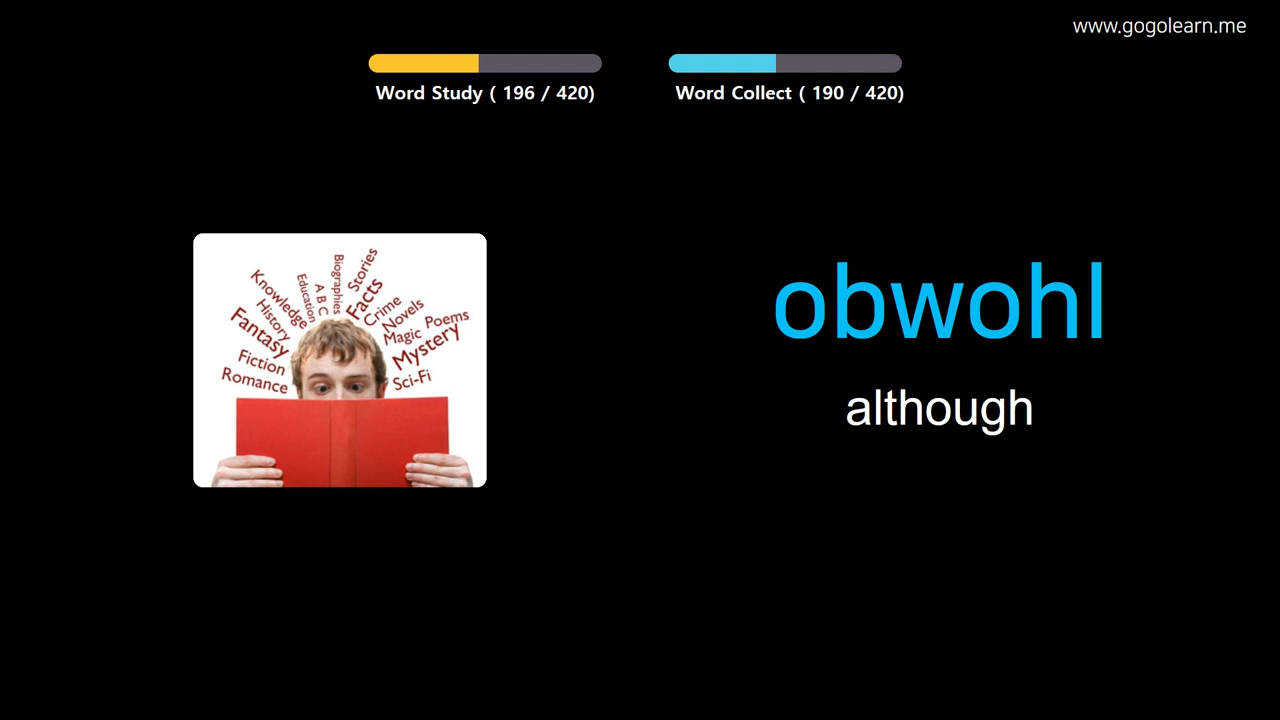 www.gogolearn.me
Word Study ( 196 / 420)
Word Collect ( 190 / 420)
obwohl
although
Knowledge
History
Fantasy
Fiction
Romance
Education
A B C
Biographies
Stories
Facts
Crime
Novels
Magic
Poems
Mystery
Sci-Fi